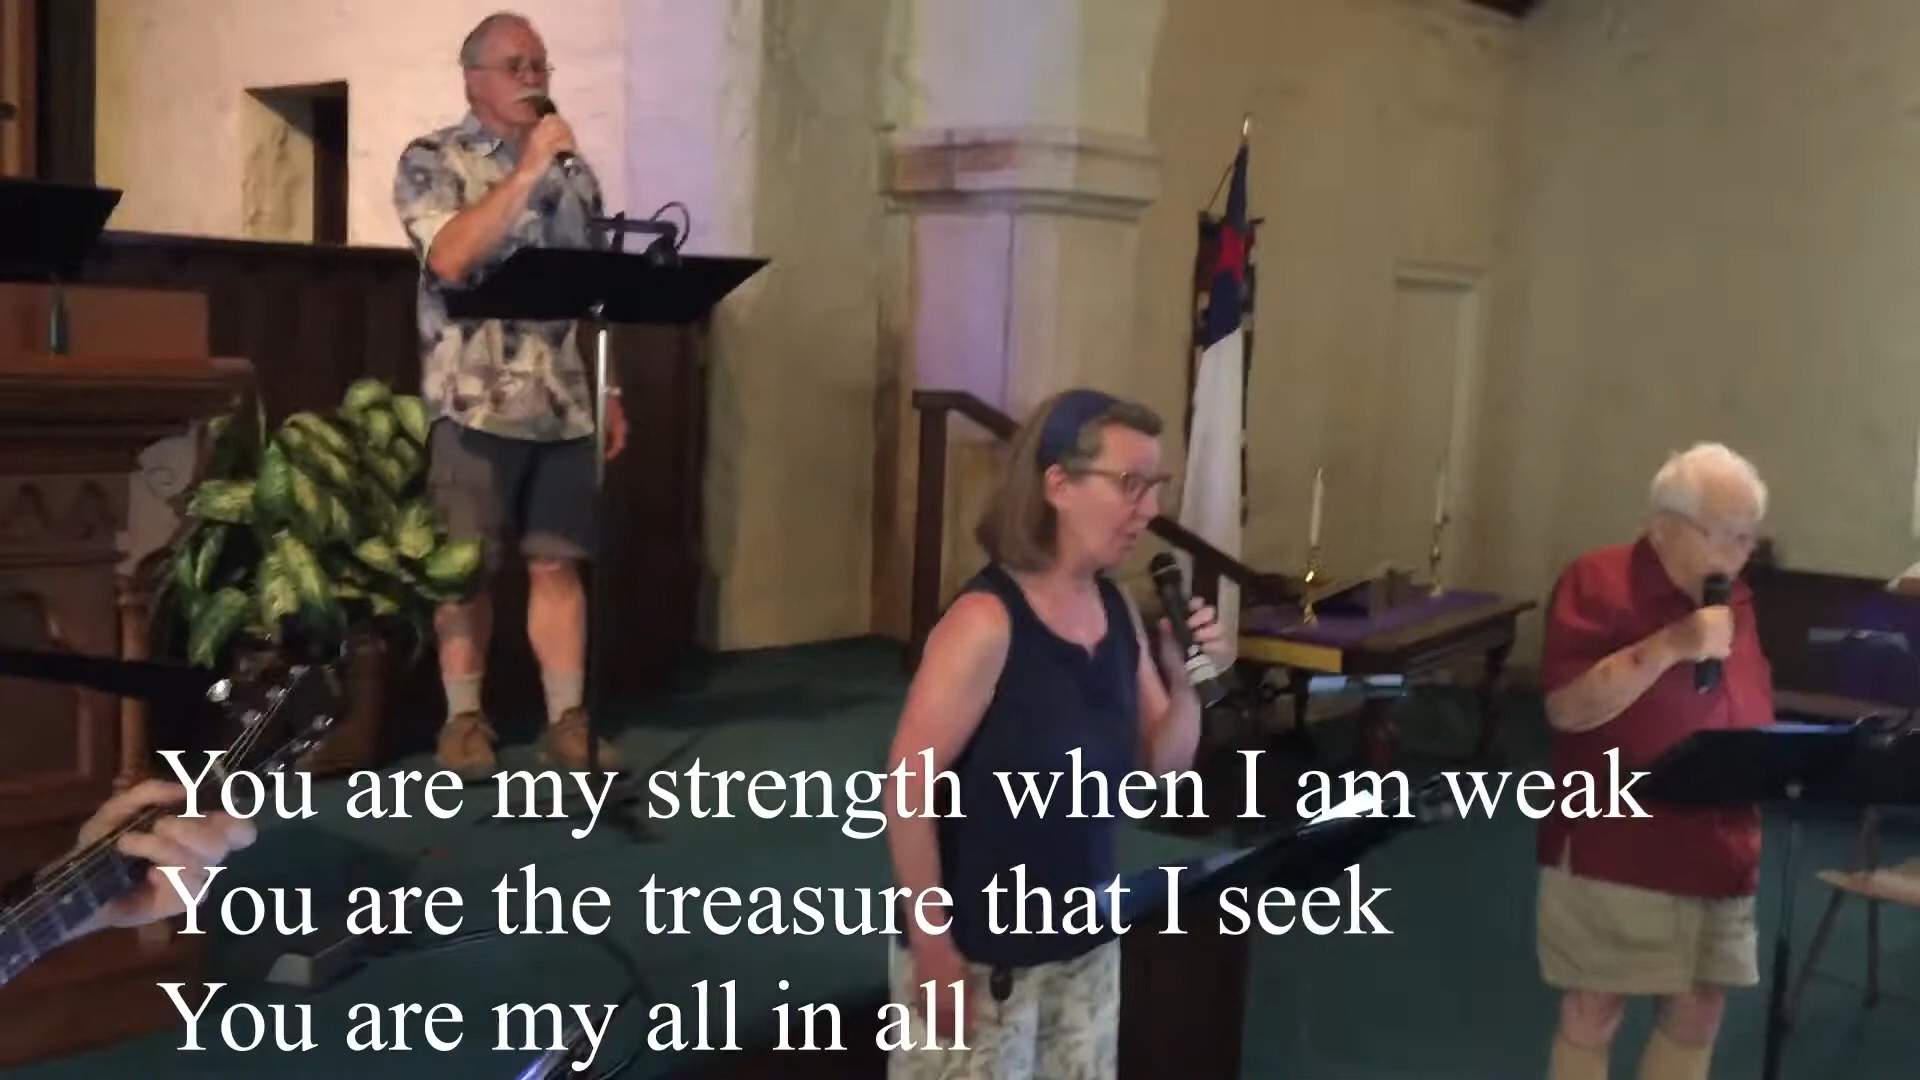 You are my strength when I am weak
You are the treasure that I seek
You are my all in all